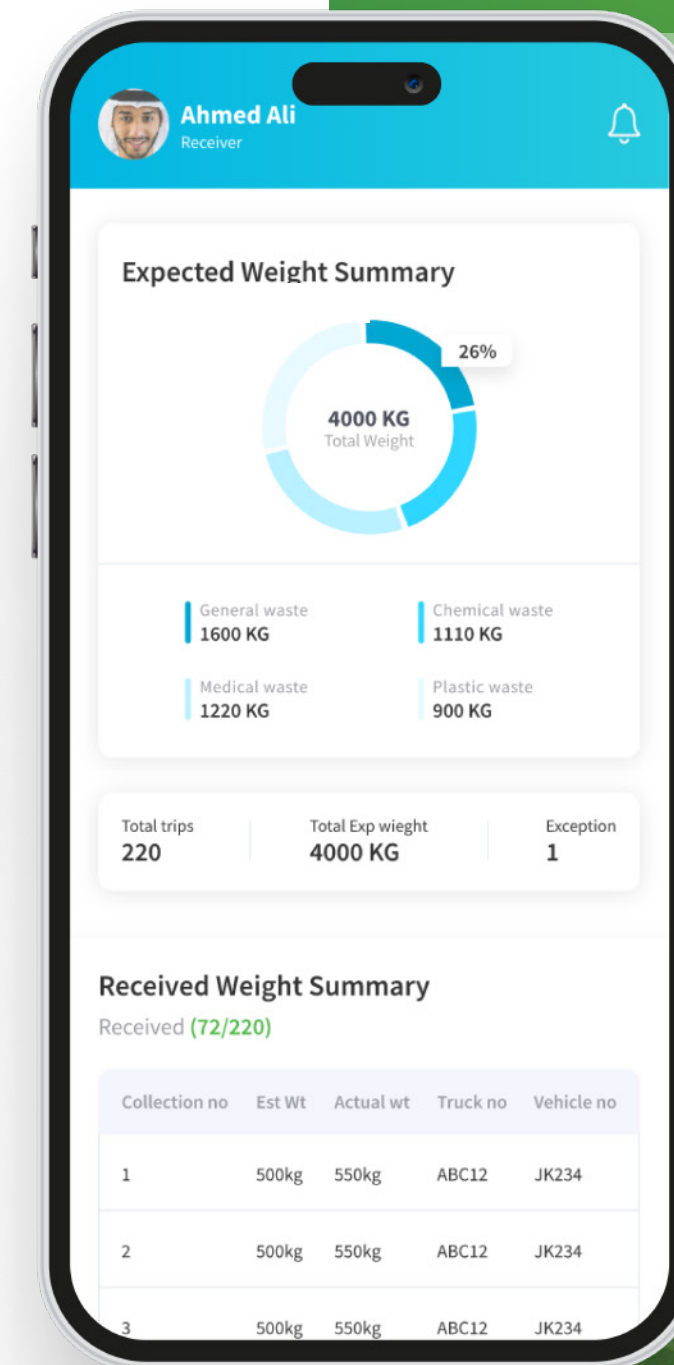 Ahmed Ali
Receiver
Expected Weight Summary
26%
4000 KG
Total Weight
General waste
1600 KG
Chemical waste
1110 KG
Medical waste
1220 KG
Plastic waste
900 KG
Total trips
220
Total Exp wieght
4000 KG
Exception
1
Received Weight Summary
Received (72/220)
Collection no Est Wt Actual wt Truck no Vehicle no
1 500kg 550kg ABC12 JK234
2 500kg 550kg ABC12 JK234
3 500kg 550kg ABC12 JK234